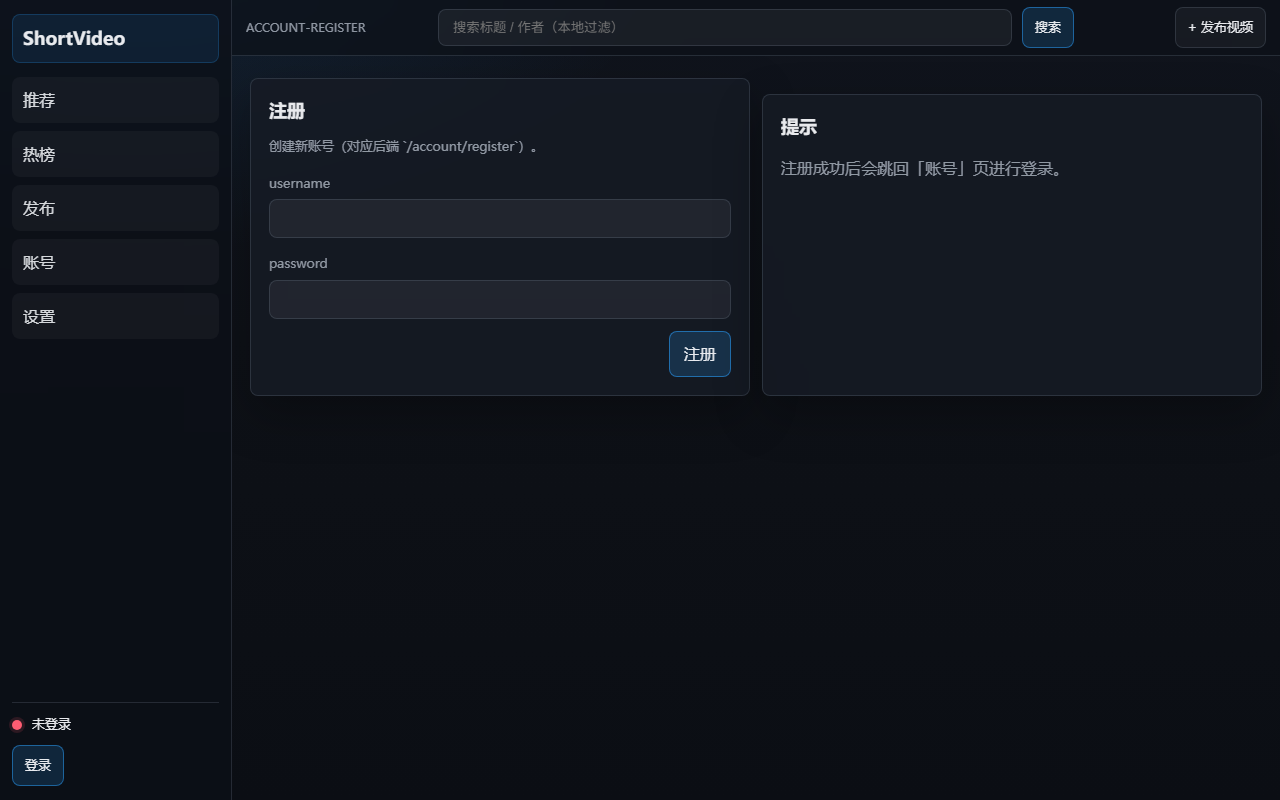 ShortVideo
推荐
热榜
发布
账号
设置
未登录
登录
ACCOUNT-REGISTER
搜索标题 / 作者（本地过滤）
搜索
+ 发布视频
注册
创建新账号（对应后端 `/account/register`）。
username
password
注册
提示
注册成功后会跳回「账号」页进行登录。